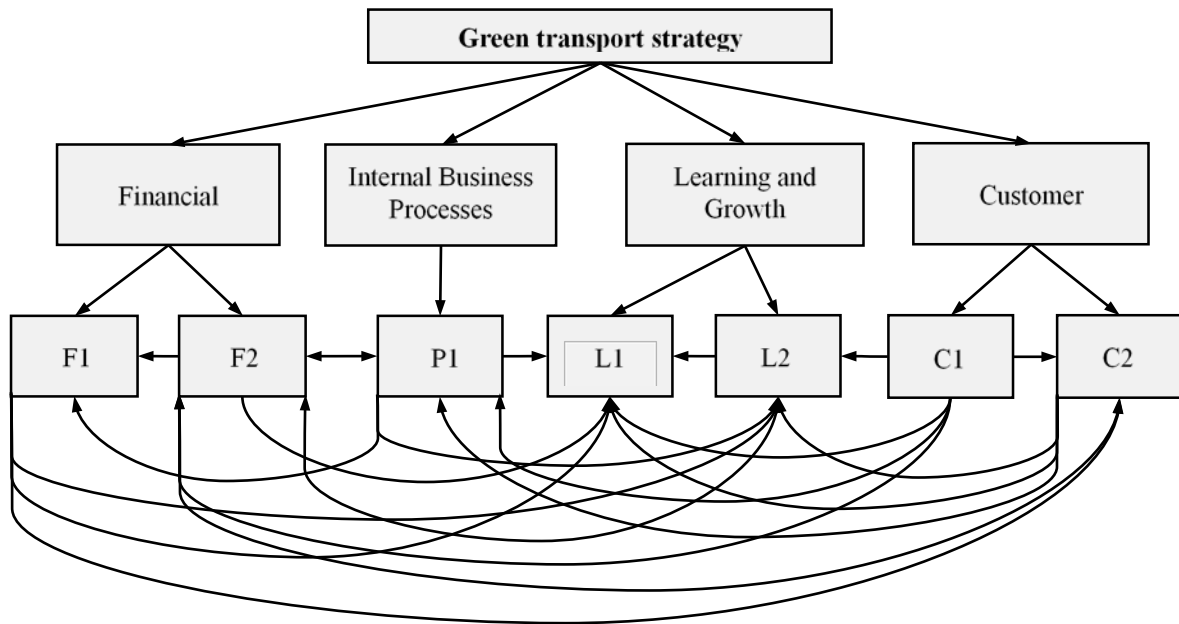 Green transport strategy
Financial
Internal Business
Processes
Learning and
Growth
Customer
F1
F2
P1
L1
L2
C1
C2